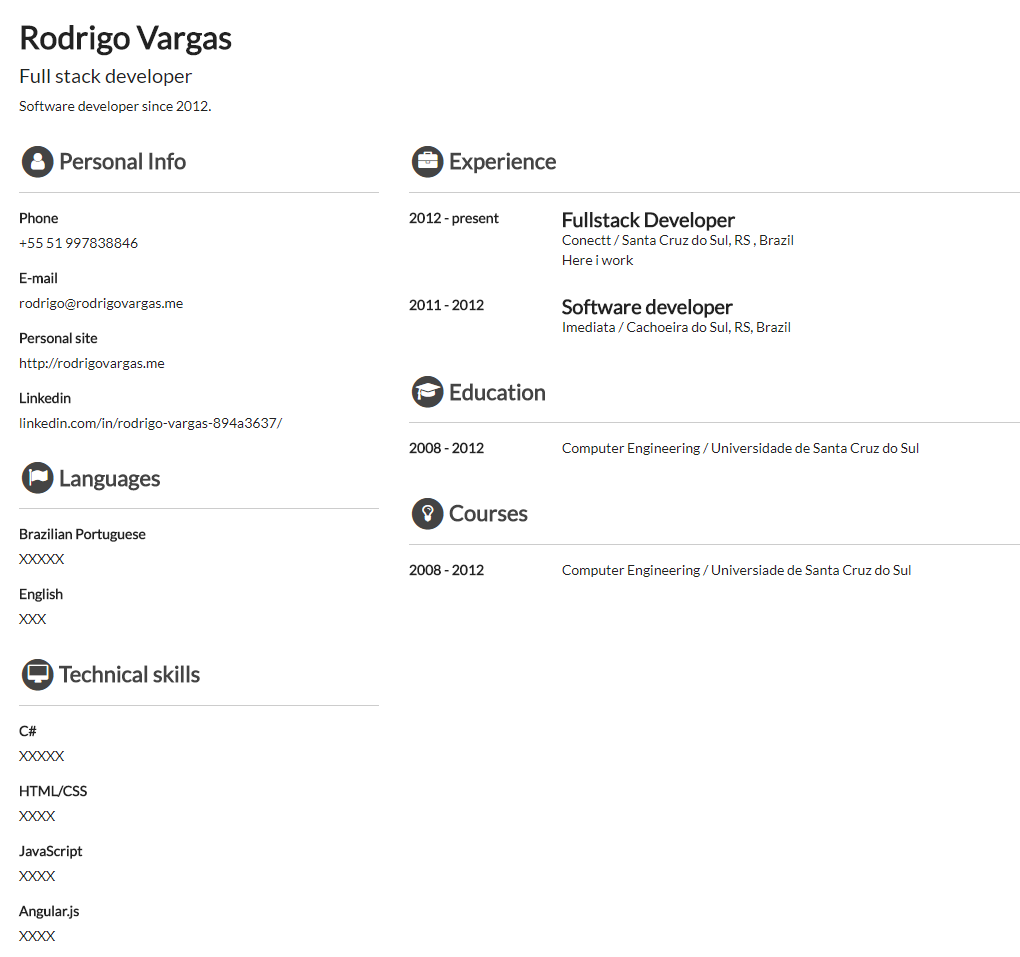 Rodrigo Vargas
Full stack developer
Software developer since 2012.
Personal Info
Phone
+55 51 997838846
E-mail
rodrigo@rodrigovargas.me
Personal site
http://rodrigovargas.me
Linkedin
linkedin.com/in/rodrigo-vargas-894a3637/
Languages
Brazilian Portuguese
XXXXX
English
XXX
Technical skills
C#
XXXXX
HTML/CSS
XXXX
JavaScript
XXXX
Angular.js
XXXX
Experience
2012 - present
Fullstack Developer
Conectt / Santa Cruz do Sul, RS , Brazil
Here i work
2011 - 2012
Software developer
Imediata / Cachoeira do Sul, RS, Brazil
Education
2008 - 2012
Computer Engineering / Universidade de Santa Cruz do Sul
Courses
2008 - 2012
Computer Engineering / Universiade de Santa Cruz do Sul